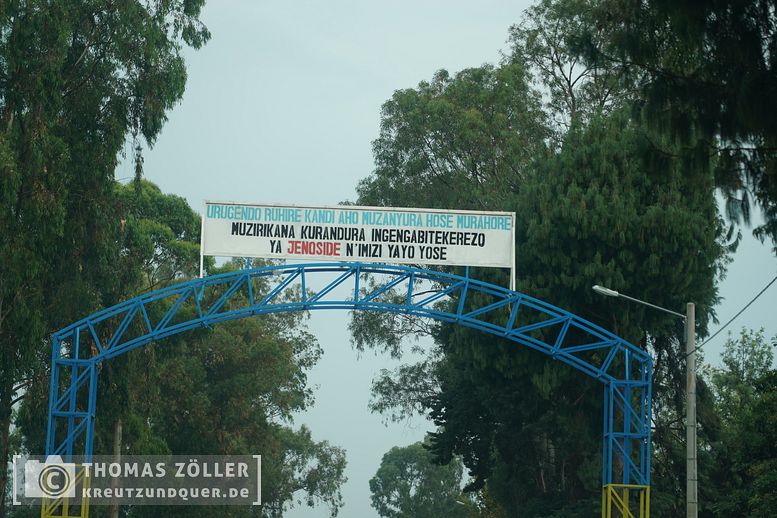 URUGENDO RUHIRE KANDI AHO MUZANYURA HOSE MURAHORE
MUZIRIKANA KURANDURA INGENGABITEKEREZO
YA JENOSIDE N'IMIZI YAYO YOSE
© THOMAS ZÖLLER
KREUTZUNDQUER.DE